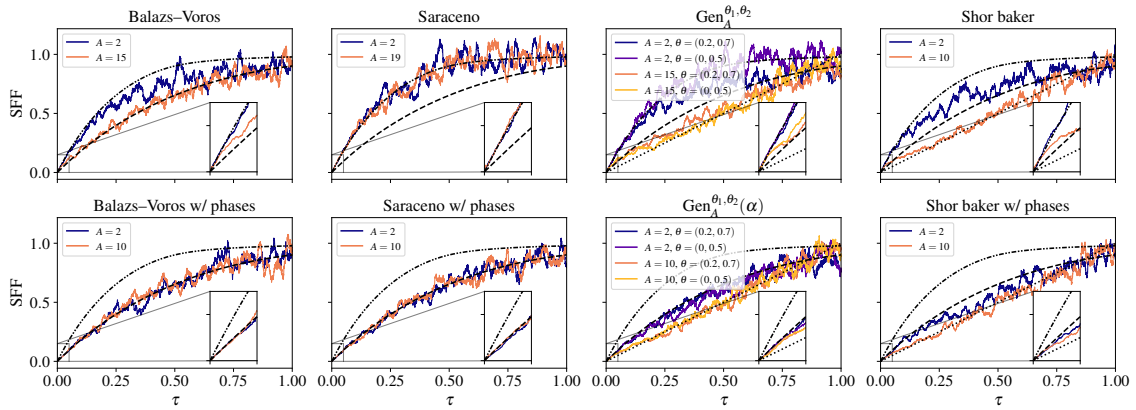 Balazs–Voros
Saraceno
Gen_A^{θ1,θ2}
Shor baker
SFF
1.0
0.5
0.0
A = 2
A = 15
A = 2
A = 19
A = 2, θ = (0.2, 0.7)
A = 2, θ = (0, 0.5)
A = 15, θ = (0.2, 0.7)
A = 15, θ = (0, 0.5)
A = 2
A = 10
Balazs–Voros w/ phases
Saraceno w/ phases
Gen_A^{θ1,θ2}(α)
Shor baker w/ phases
SFF
1.0
0.5
0.0
A = 2
A = 10
A = 2
A = 10
A = 2, θ = (0.2, 0.7)
A = 2, θ = (0, 0.5)
A = 10, θ = (0.2, 0.7)
A = 10, θ = (0, 0.5)
A = 2
A = 10
0.00 0.25 0.50 0.75 1.00
0.00 0.25 0.50 0.75 1.00
0.00 0.25 0.50 0.75 1.00
0.00 0.25 0.50 0.75 1.00
τ
τ
τ
τ